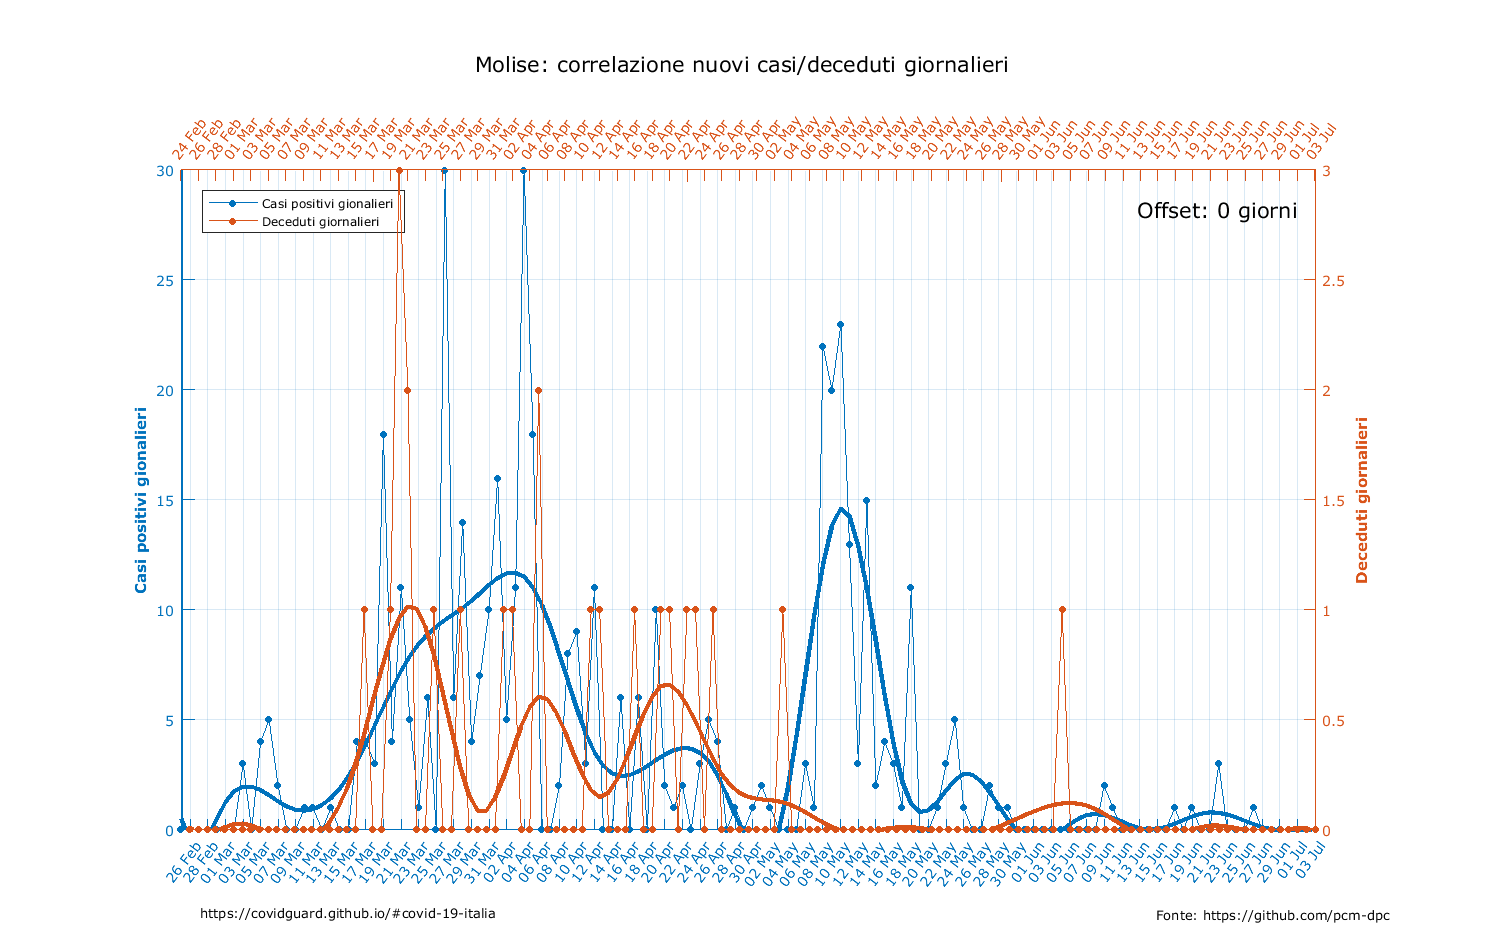 Molise: correlazione nuovi casi/deceduti giornalieri
24 Feb
26 Feb
28 Feb
01 Mar
03 Mar
05 Mar
07 Mar
09 Mar
11 Mar
13 Mar
15 Mar
17 Mar
19 Mar
21 Mar
23 Mar
25 Mar
27 Mar
29 Mar
31 Mar
02 Apr
04 Apr
06 Apr
08 Apr
10 Apr
12 Apr
14 Apr
16 Apr
18 Apr
20 Apr
22 Apr
24 Apr
26 Apr
28 Apr
30 Apr
02 May
04 May
06 May
08 May
10 May
12 May
14 May
16 May
18 May
20 May
22 May
24 May
26 May
28 May
30 May
01 Jun
03 Jun
05 Jun
07 Jun
09 Jun
11 Jun
13 Jun
15 Jun
17 Jun
19 Jun
21 Jun
23 Jun
25 Jun
27 Jun
29 Jun
01 Jul
03 Jul
Casi positivi gionalieri
Deceduti giornalieri
Offset: 0 giorni
Casi positivi gionalieri
30
25
20
15
10
5
0
Deceduti giornalieri
3
2.5
2
1.5
1
0.5
0
26 Feb
28 Feb
01 Mar
03 Mar
05 Mar
07 Mar
09 Mar
11 Mar
13 Mar
15 Mar
17 Mar
19 Mar
21 Mar
23 Mar
25 Mar
27 Mar
29 Mar
31 Mar
02 Apr
04 Apr
06 Apr
08 Apr
10 Apr
12 Apr
14 Apr
16 Apr
18 Apr
20 Apr
22 Apr
24 Apr
26 Apr
28 Apr
30 Apr
02 May
04 May
06 May
08 May
10 May
12 May
14 May
16 May
18 May
20 May
22 May
24 May
26 May
28 May
30 May
01 Jun
03 Jun
05 Jun
07 Jun
09 Jun
11 Jun
13 Jun
15 Jun
17 Jun
19 Jun
21 Jun
23 Jun
25 Jun
27 Jun
29 Jun
01 Jul
03 Jul
https://covidguard.github.io/#covid-19-italia
Fonte: https://github.com/pcm-dpc